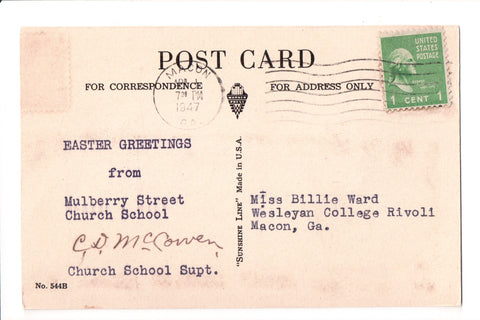 POST CARD
FOR CORRESPONDENCE
FOR ADDRESS ONLY
MACON
1947
UNITED STATES
POSTAGE
1 CENT 1
EASTER GREETINGS
from
Mulberry Street
Church School
C.D. McCowen
Church School Supt.
No. 544B
"SUNSHINE LINE" Made in U.S.A.
Miss Billie Ward
Wesleyan College Rivoli
Macon, Ga.